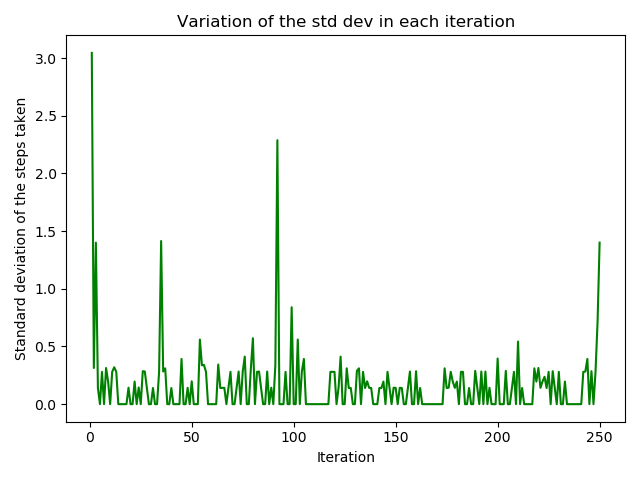 Variation of the std dev in each iteration
Standard deviation of the steps taken
3.0
2.5
2.0
1.5
1.0
0.5
0.0
0 50 100 150 200 250
Iteration